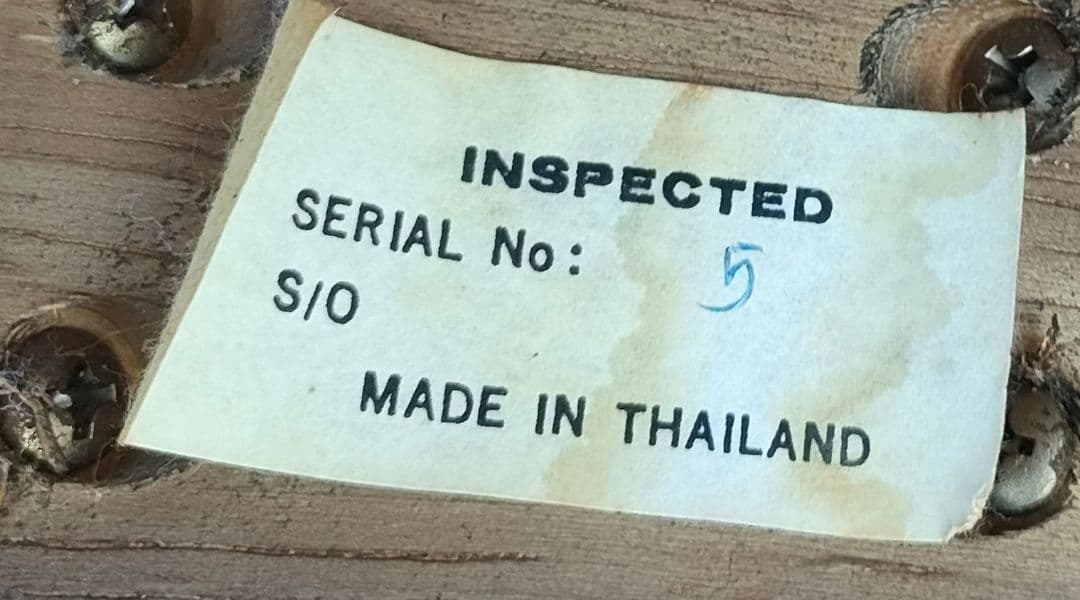 INSPECTED
SERIAL No: 5
S/O
MADE IN THAILAND